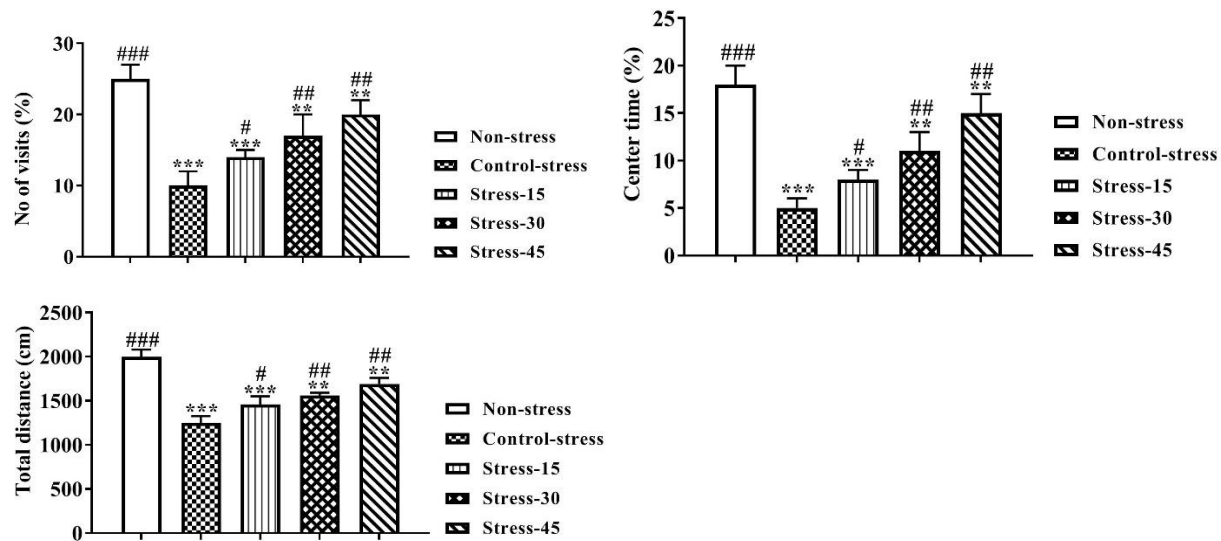 No of visits (%)
30
20
10
0
###
***
#
***
##
**
##
**
Non-stress
Control-stress
Stress-15
Stress-30
Stress-45
Center time (%)
25
20
15
10
5
0
###
***
#
***
##
**
##
**
Non-stress
Control-stress
Stress-15
Stress-30
Stress-45
Total distance (cm)
2500
2000
1500
1000
500
0
###
***
#
***
##
**
##
**
Non-stress
Control-stress
Stress-15
Stress-30
Stress-45